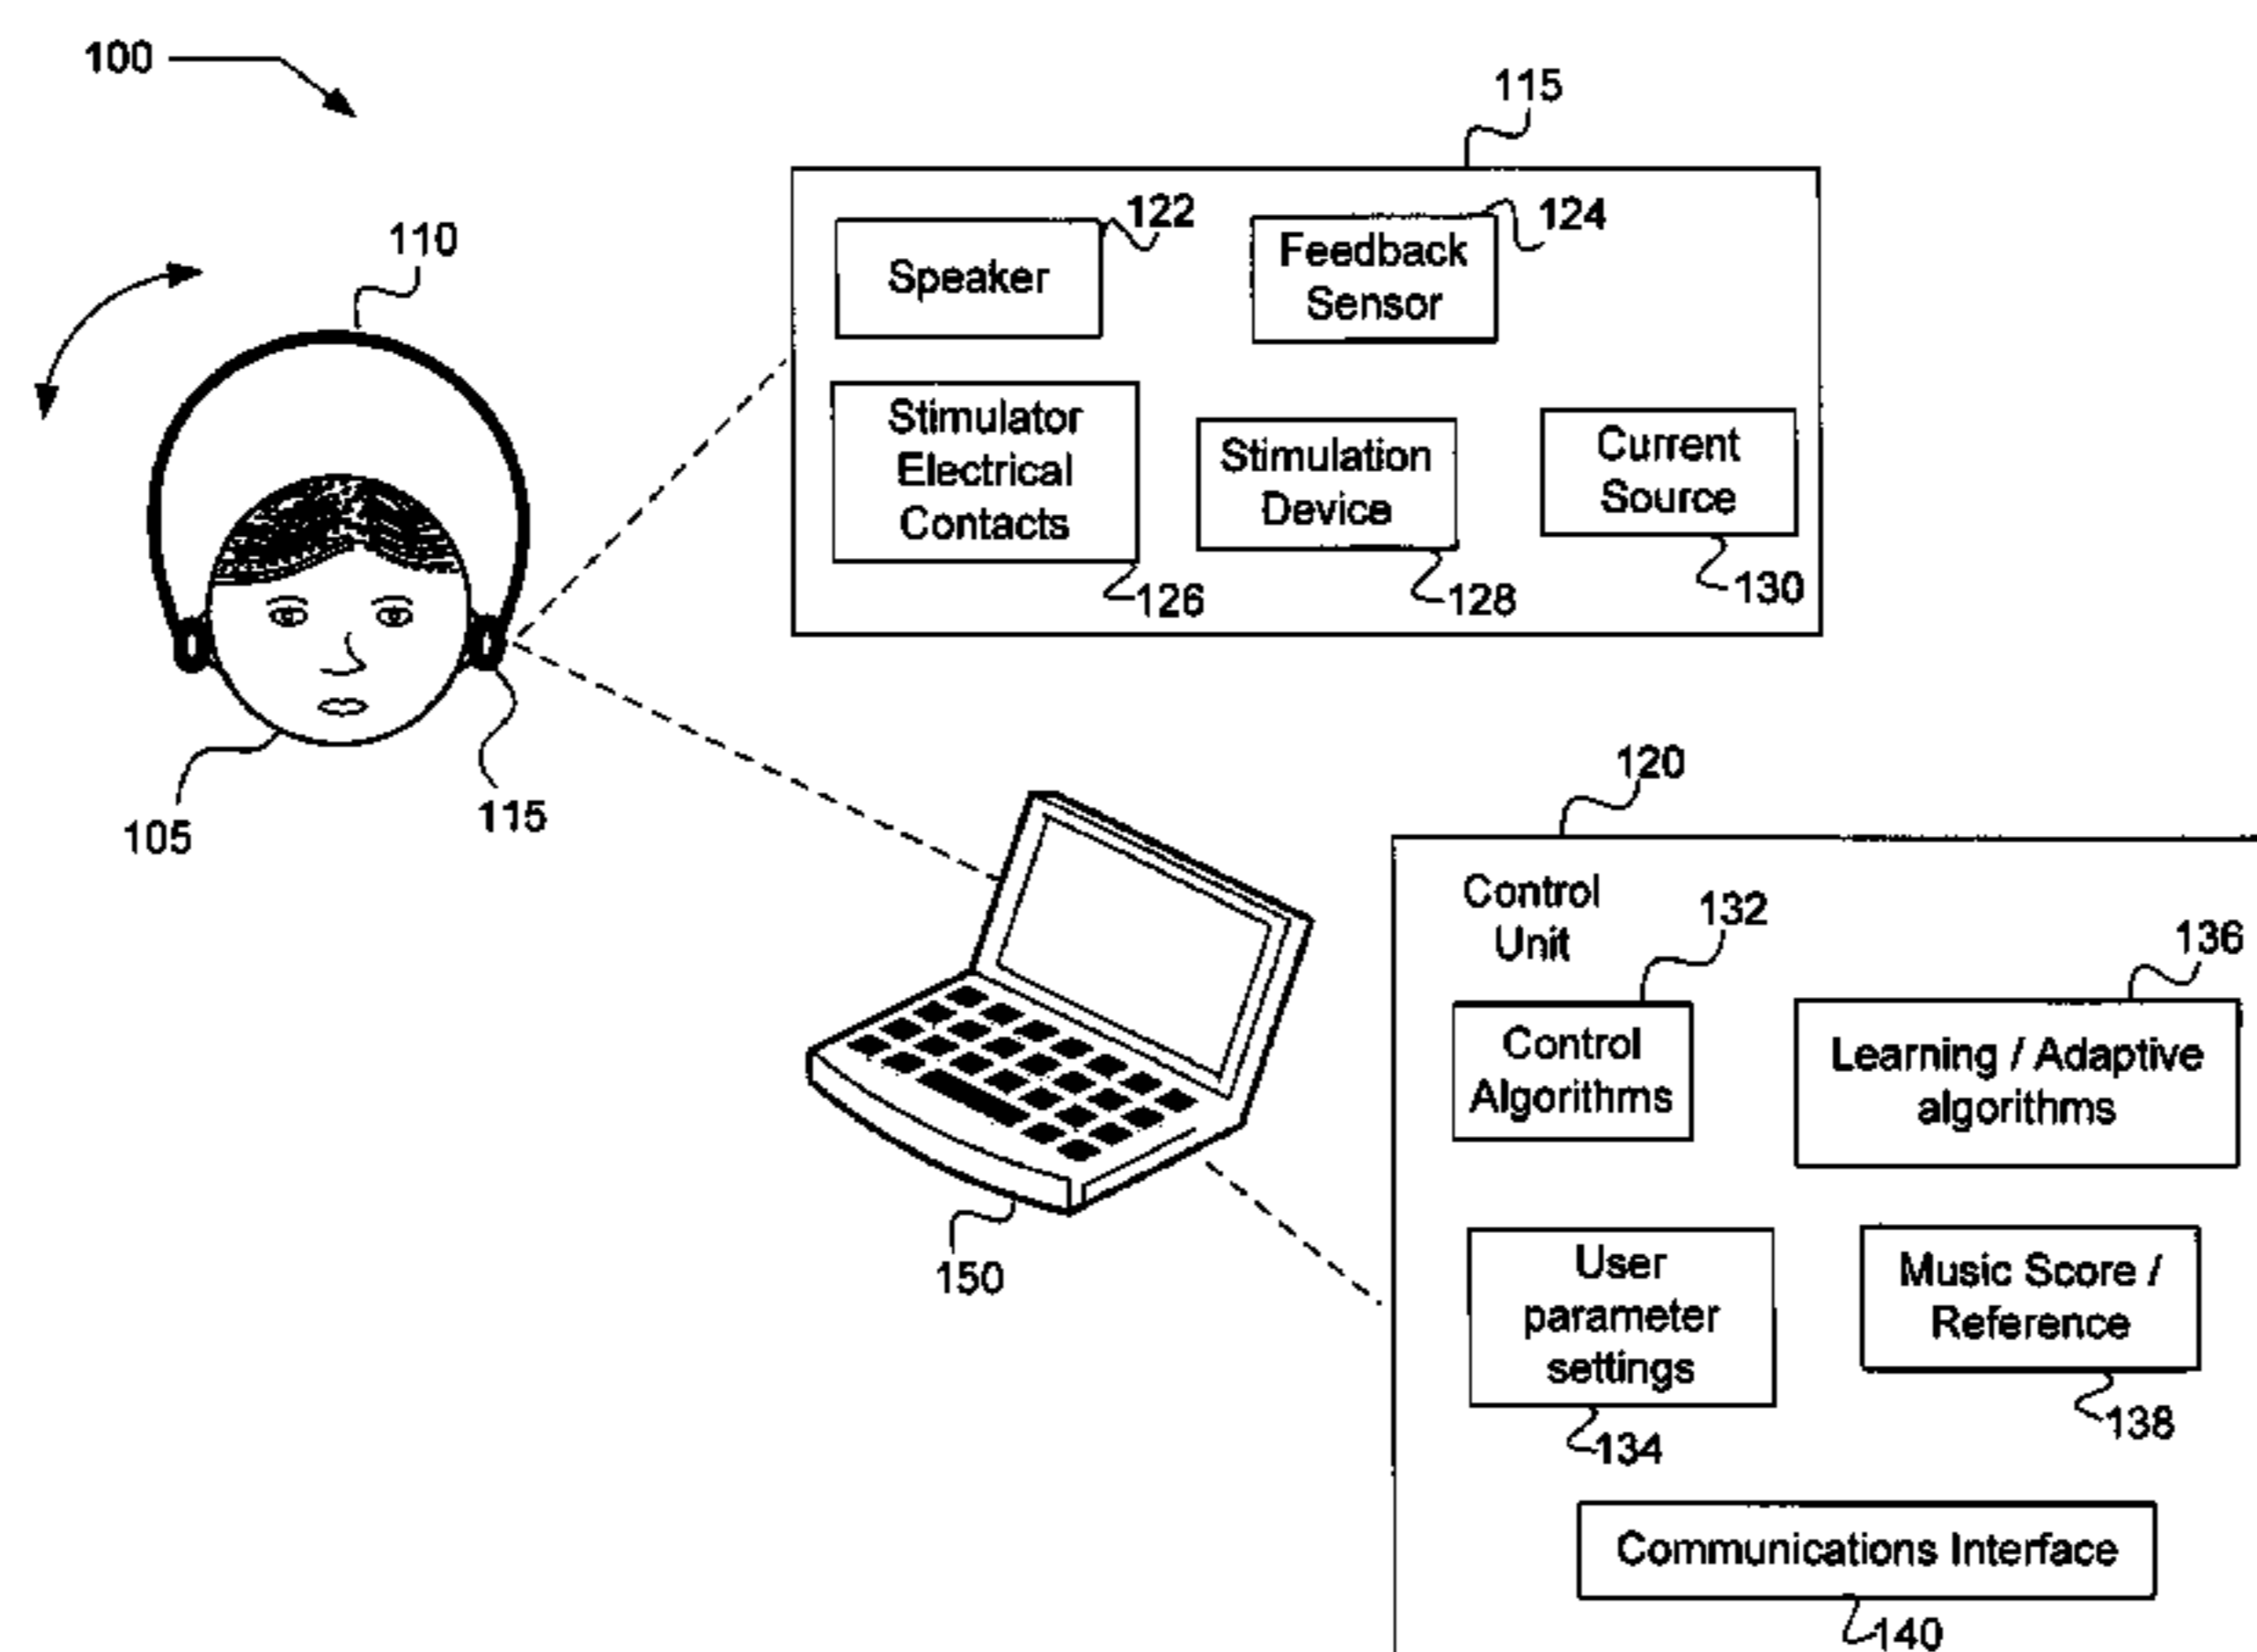 100
115
110
122
124
Speaker
Feedback
Sensor
Stimulator
Electrical
Contacts
Stimulation
Device
Current
Source
126
128
130
105
115
120
Control
Unit
132
136
Control
Algorithms
Learning / Adaptive
algorithms
150
User
parameter
settings
Music Score /
Reference
134
138
Communications Interface
140